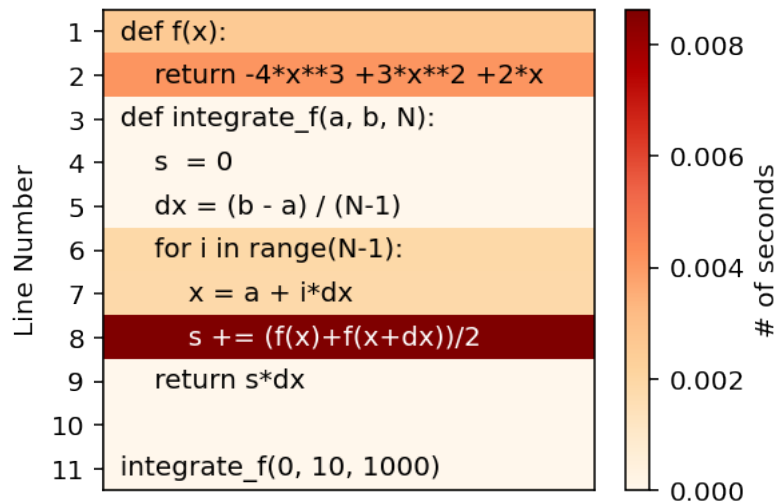 Line Number
1 def f(x):
2 return -4*x**3 +3*x**2 +2*x
3 def integrate_f(a, b, N):
4 s  = 0
5 dx = (b - a) / (N-1)
6 for i in range(N-1):
7 x = a + i*dx
8 s += (f(x)+f(x+dx))/2
9 return s*dx
10
11 integrate_f(0, 10, 1000)
0.008
0.006
0.004
0.002
0.000
# of seconds